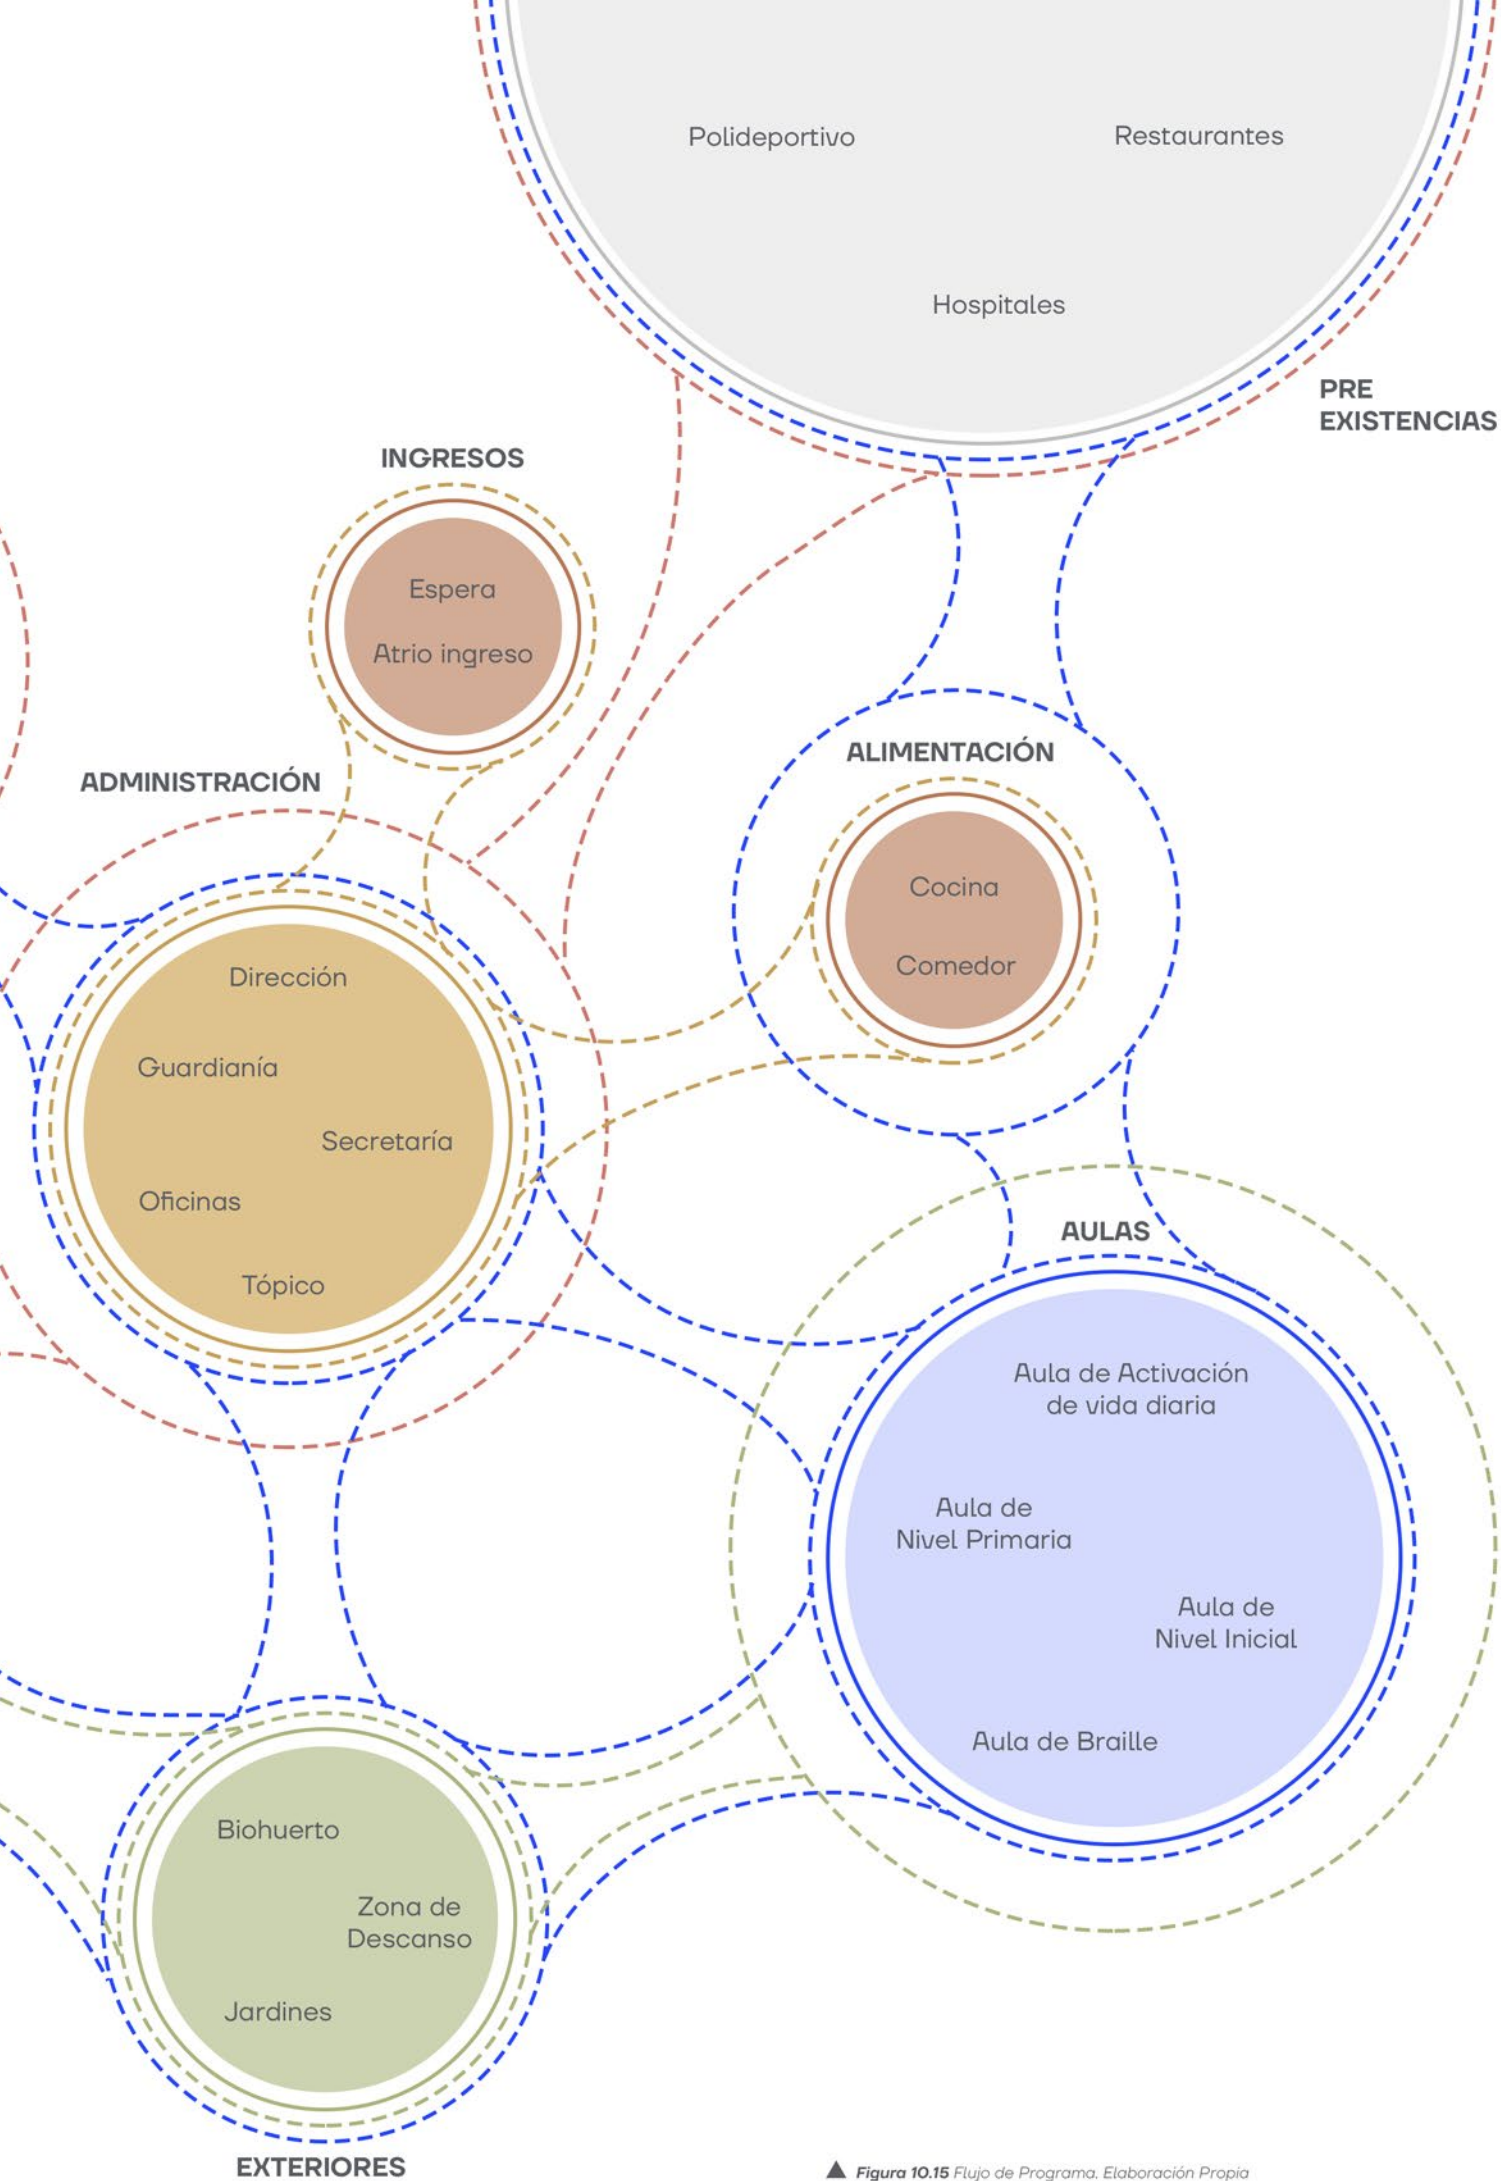 Polideportivo
Restaurantes
Hospitales
PRE
EXISTENCIAS
INGRESOS
Espera
Atrio ingreso
ADMINISTRACIÓN
Dirección
Guardianía
Secretaría
Oficinas
Tópico
ALIMENTACIÓN
Cocina
Comedor
AULAS
Aula de Activación
de vida diaria
Aula de
Nivel Primaria
Aula de
Nivel Inicial
Aula de Braille
Biohuerto
Zona de
Descanso
Jardines
EXTERIORES
Figura 10.15 Flujo de Programa. Elaboración Propia